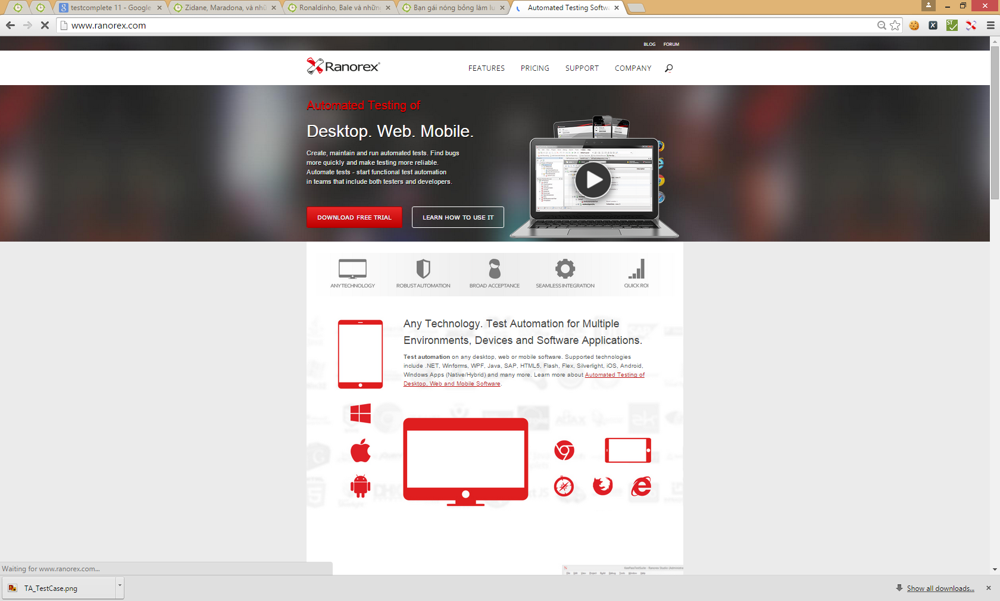 testcomplete 11 - Google
Zidane, Maradona, và nhữ
Ronaldinho, Bale và nhữn
Bạn gái nóng bỏng làm lu
Automated Testing Softwa
www.ranorex.com
BLOG FORUM
Ranorex
FEATURES PRICING SUPPORT COMPANY
Automated Testing of
Desktop. Web. Mobile.
Create, maintain and run automated tests. Find bugs
more quickly and make testing more reliable.
Automate tests - start functional test automation
in teams that include both testers and developers.
DOWNLOAD FREE TRIAL
LEARN HOW TO USE IT
ANY TECHNOLOGY
ROBUST AUTOMATION
BROAD ACCEPTANCE
SEAMLESS INTEGRATION
QUICK ROI
Any Technology. Test Automation for Multiple
Environments, Devices and Software Applications.
Test automation on any desktop, web or mobile software. Supported technologies
include .NET, Winforms, WPF, Java, SAP, HTML5, Flash, Flex, Silverlight, iOS, Android,
Windows Apps (Native/Hybrid) and many more. Learn more about Automated Testing of
Desktop, Web and Mobile Software.
Waiting for www.ranorex.com...
TA_TestCase.png
Show all downloads...